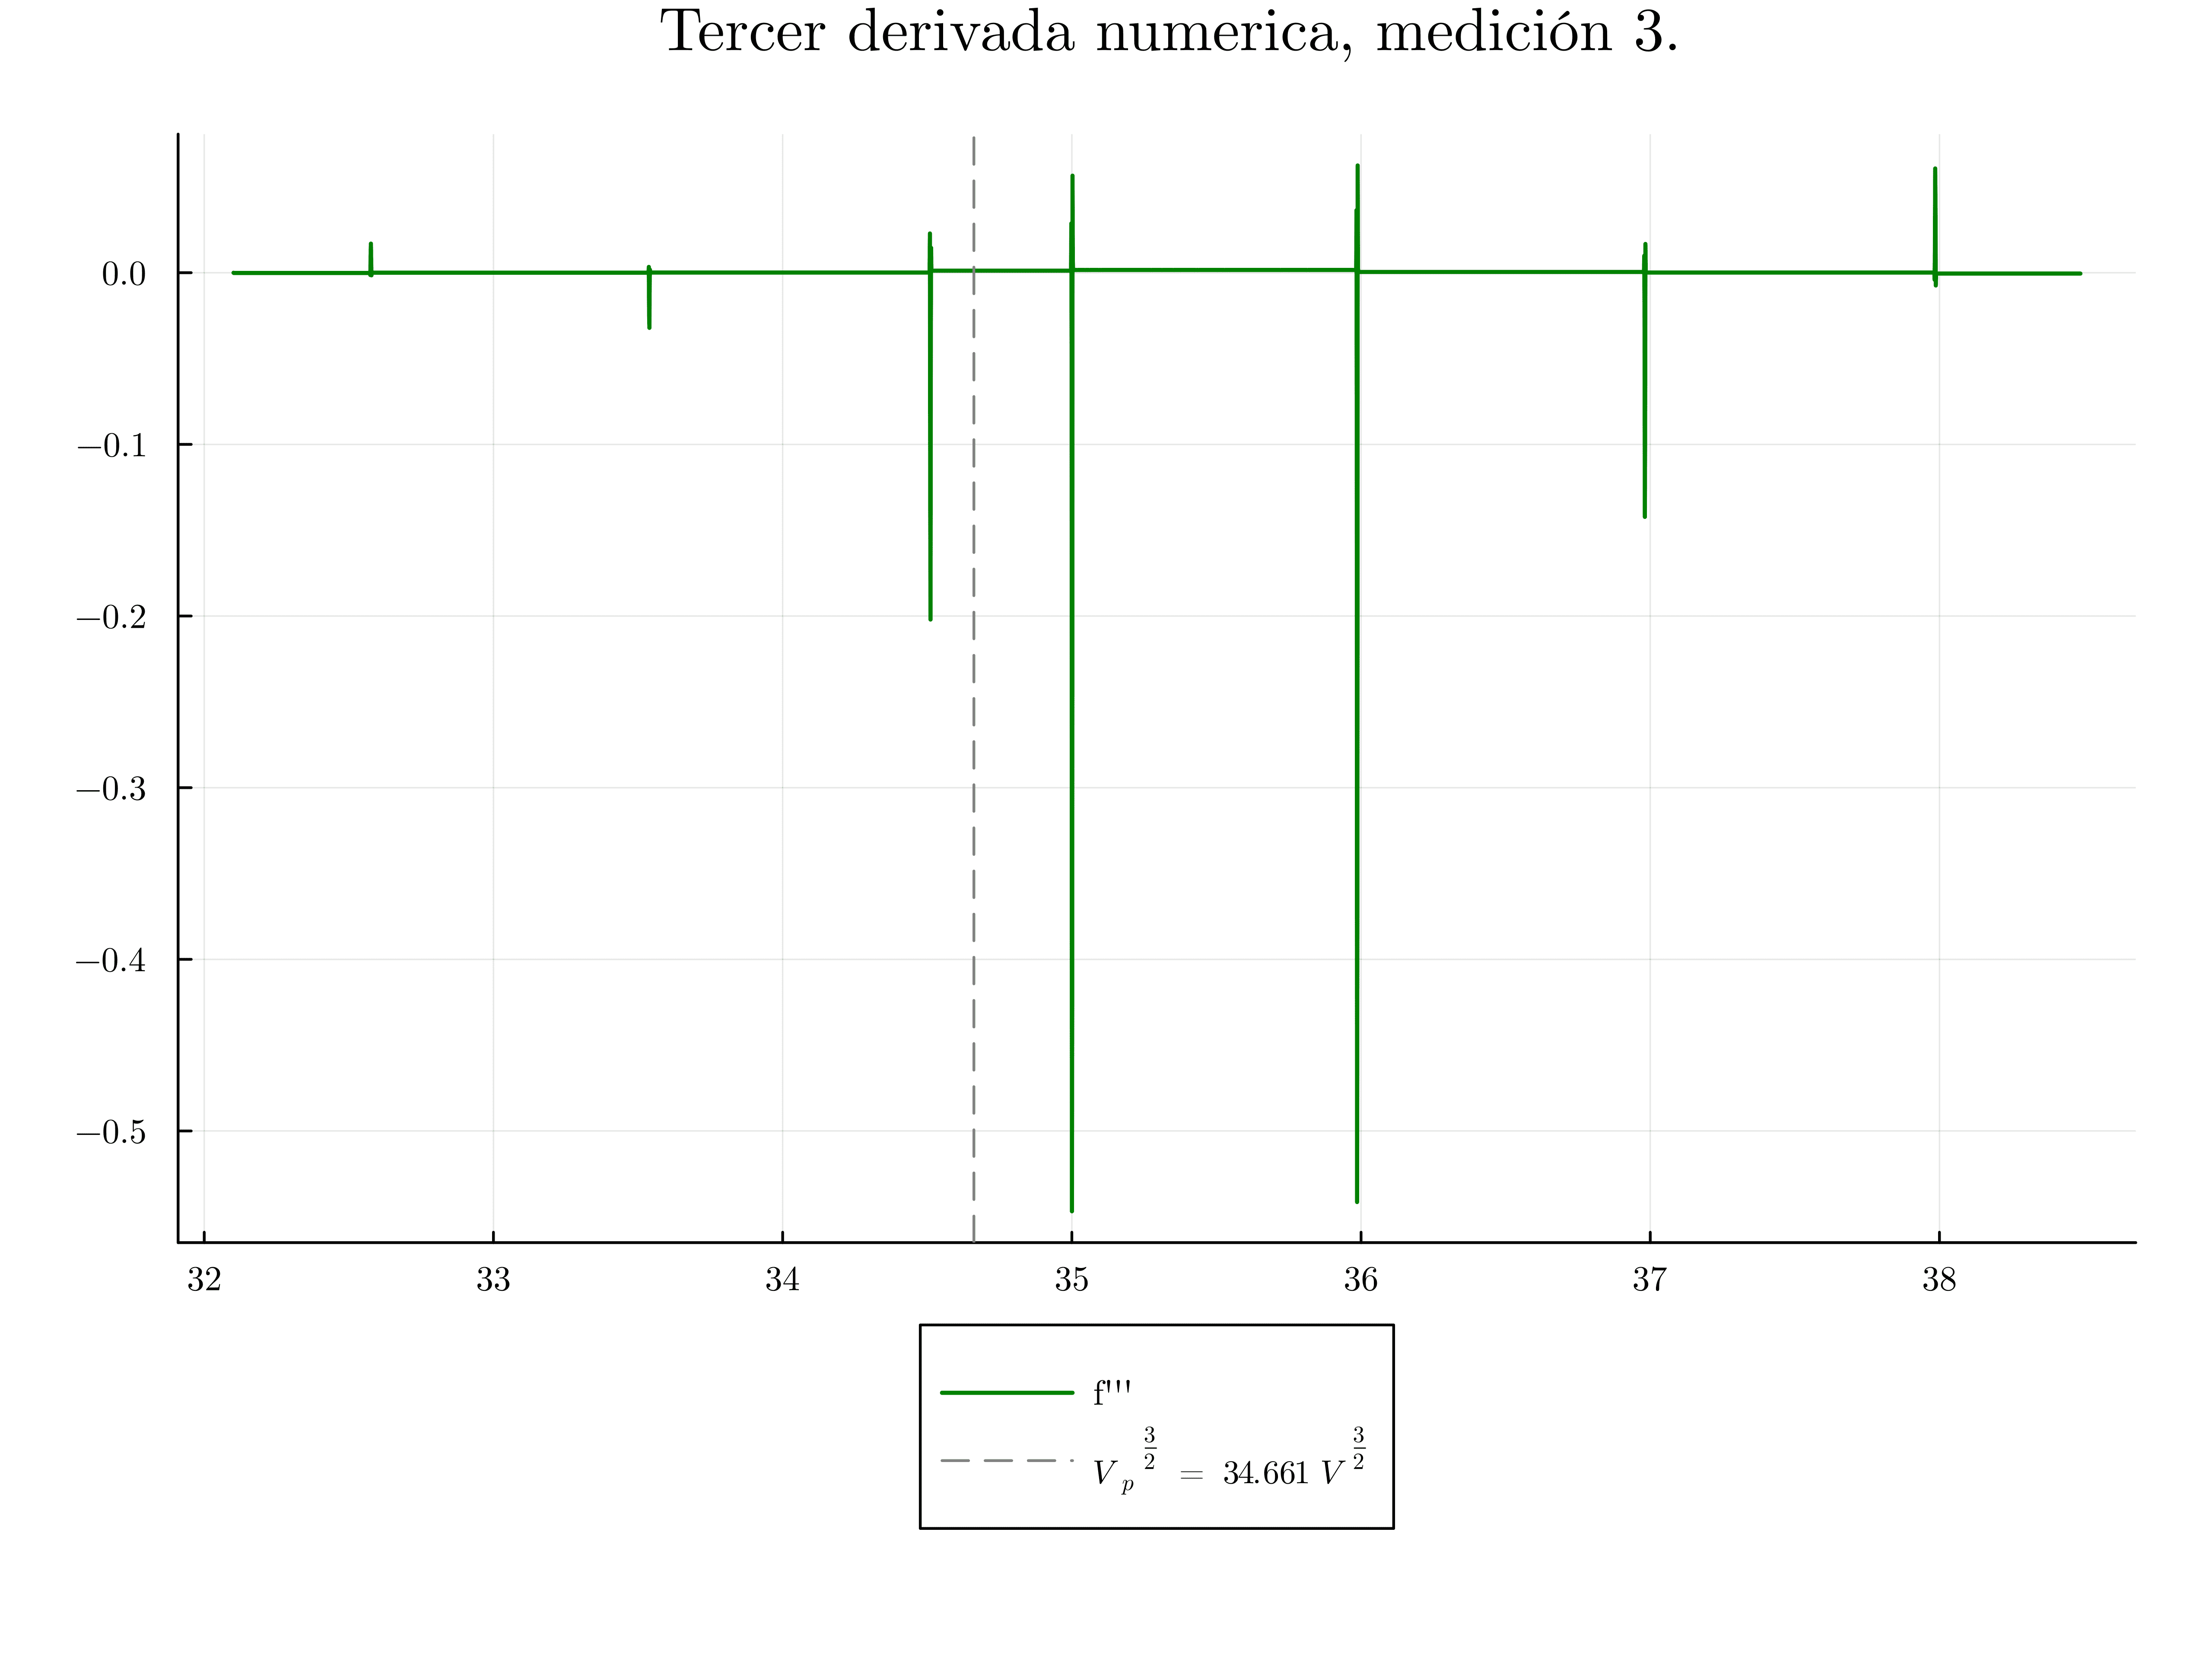 Tercer derivada numerica, medición 3.
0.0
−0.1
−0.2
−0.3
−0.4
−0.5
32 33 34 35 36 37 38
f'''
V_p^{3/2} = 34.661 V^{3/2}